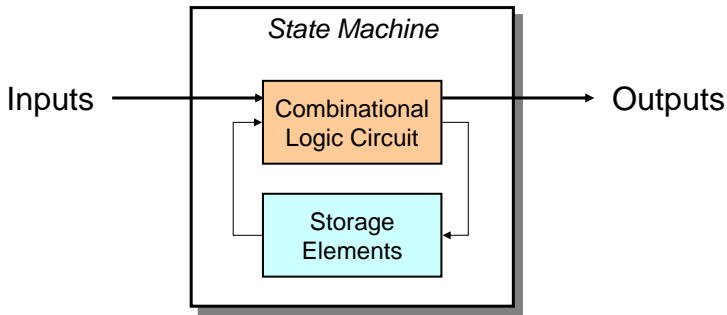 State Machine
Inputs
Combinational
Logic Circuit
Outputs
Storage
Elements